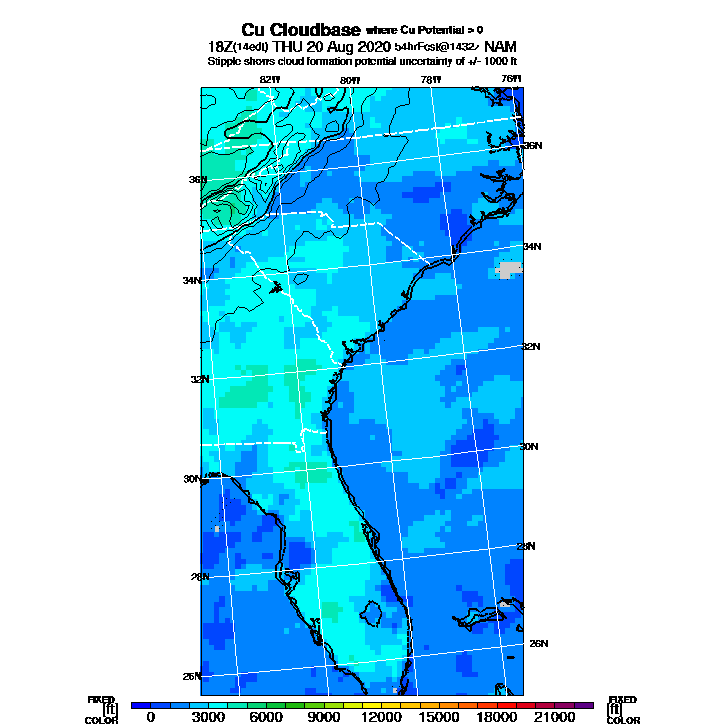 Cu Cloudbase where Cu Potential > 0
18Z(14edt) THU 20 Aug 2020 54hrFcst@1432z NAM
Stipple shows cloud formation potential uncertainty of +/- 1000 ft
82W 80W 78W 76W
36N
36N
34N
34N
32N
32N
30N
30N
28N
28N
26N
26N
FIXED FIXED
[ft] [ft]
COLOR 0 3000 6000 9000 12000 15000 18000 21000 COLOR